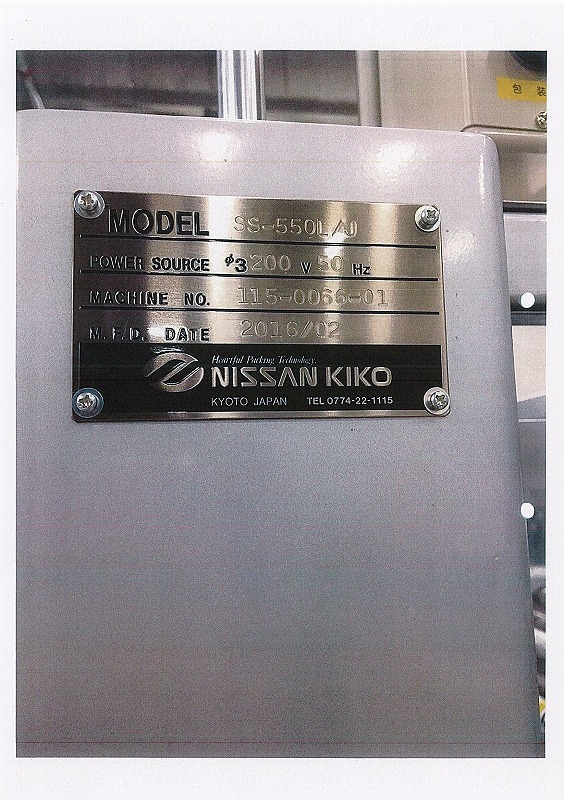 包 装
MODEL SS-550L/AJ
POWER SOURCE φ3 200 V 50 Hz
MACHINE NO. 115-0066-01
M.F.D. DATE 2016/02
Heartful Packing Technology.
NISSAN KIKO
KYOTO JAPAN TEL 0774-22-1115